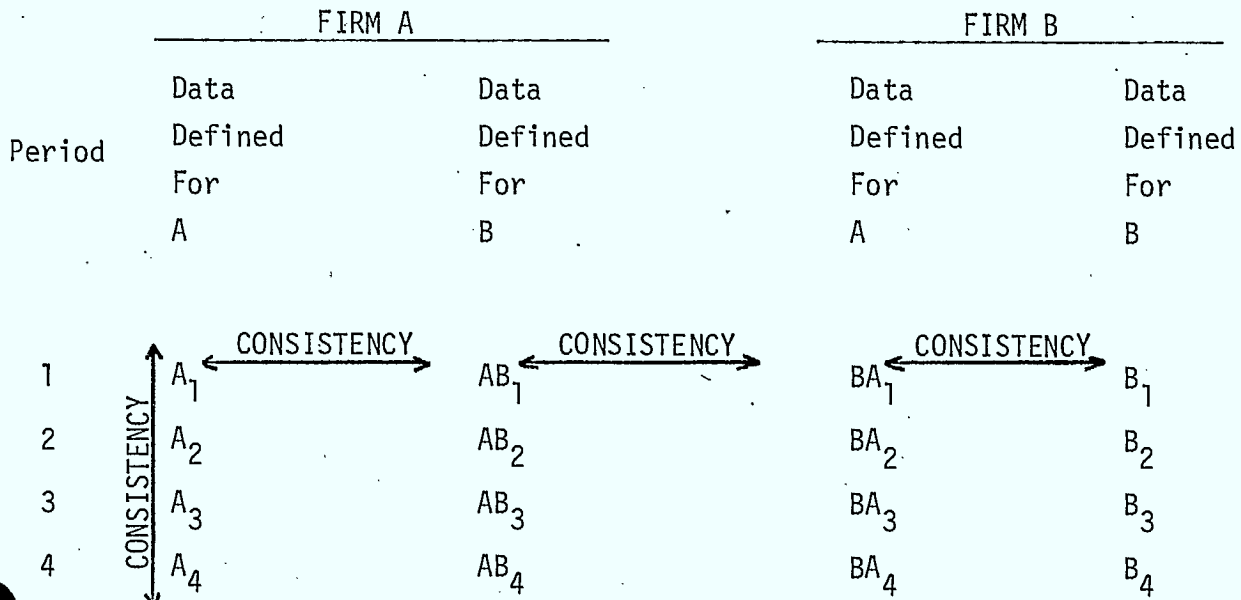 FIRM A FIRM B
Data Data Data Data
Period Defined Defined Defined Defined
For For For For
A B A B
CONSISTENCY CONSISTENCY CONSISTENCY
1 A₁ AB₁ BA₁ B₁
2 A₂ AB₂ BA₂ B₂
3 A₃ AB₃ BA₃ B₃
4 A₄ AB₄ BA₄ B₄
CONSISTENCY